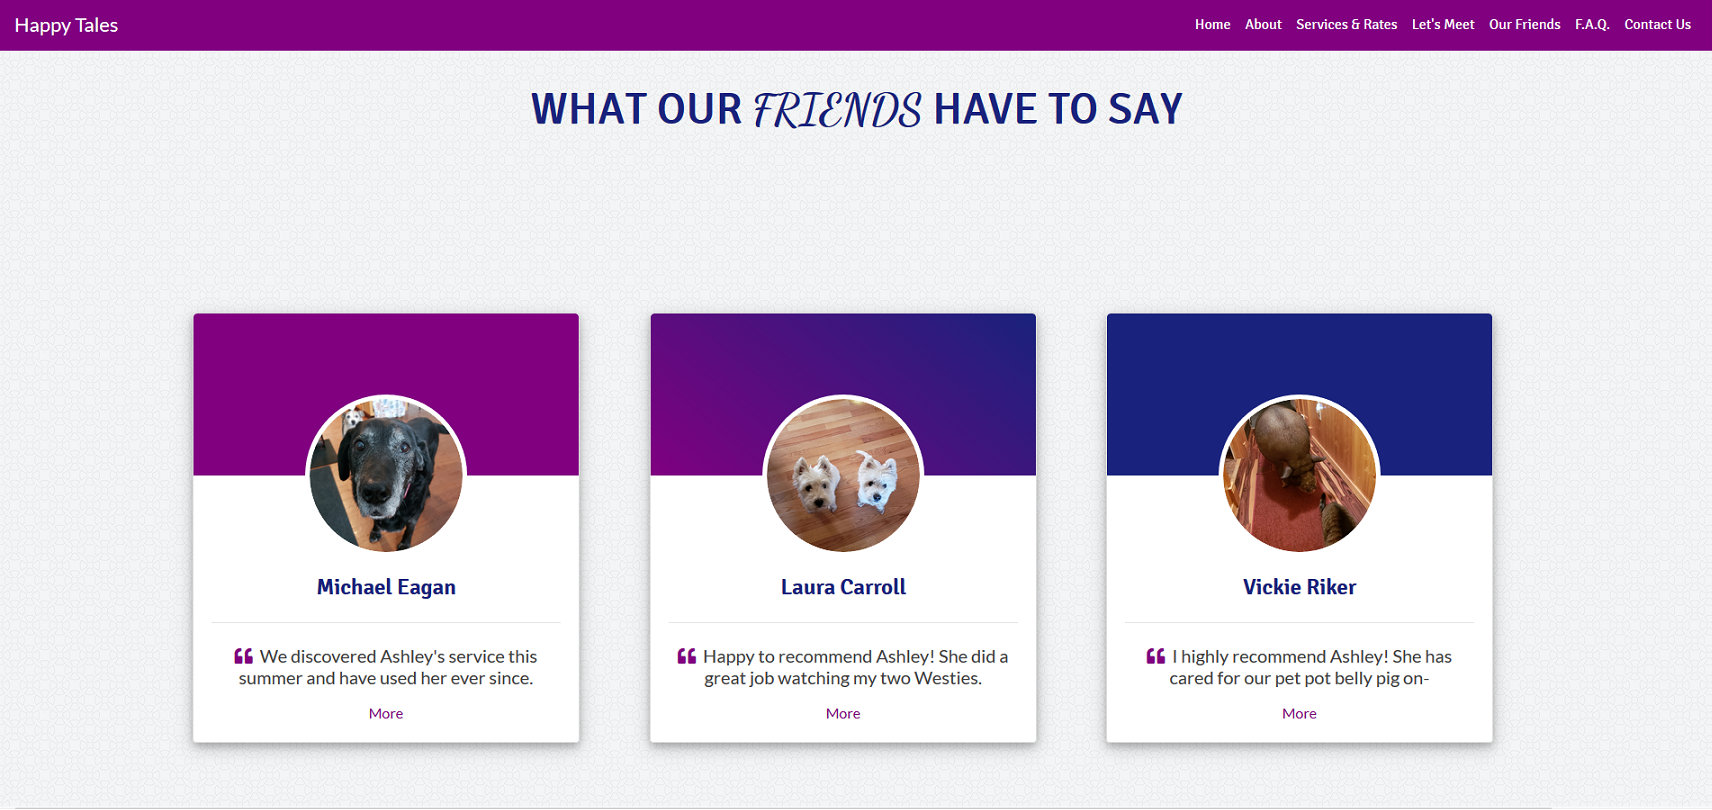 Happy Tales
Home About Services & Rates Let's Meet Our Friends F.A.Q. Contact Us
WHAT OUR FRIENDS HAVE TO SAY
Michael Eagan
❝ We discovered Ashley's service this
summer and have used her ever since.
More
Laura Carroll
❝ Happy to recommend Ashley! She did a
great job watching my two Westies.
More
Vickie Riker
❝ I highly recommend Ashley! She has
cared for our pet pot belly pig on-
More